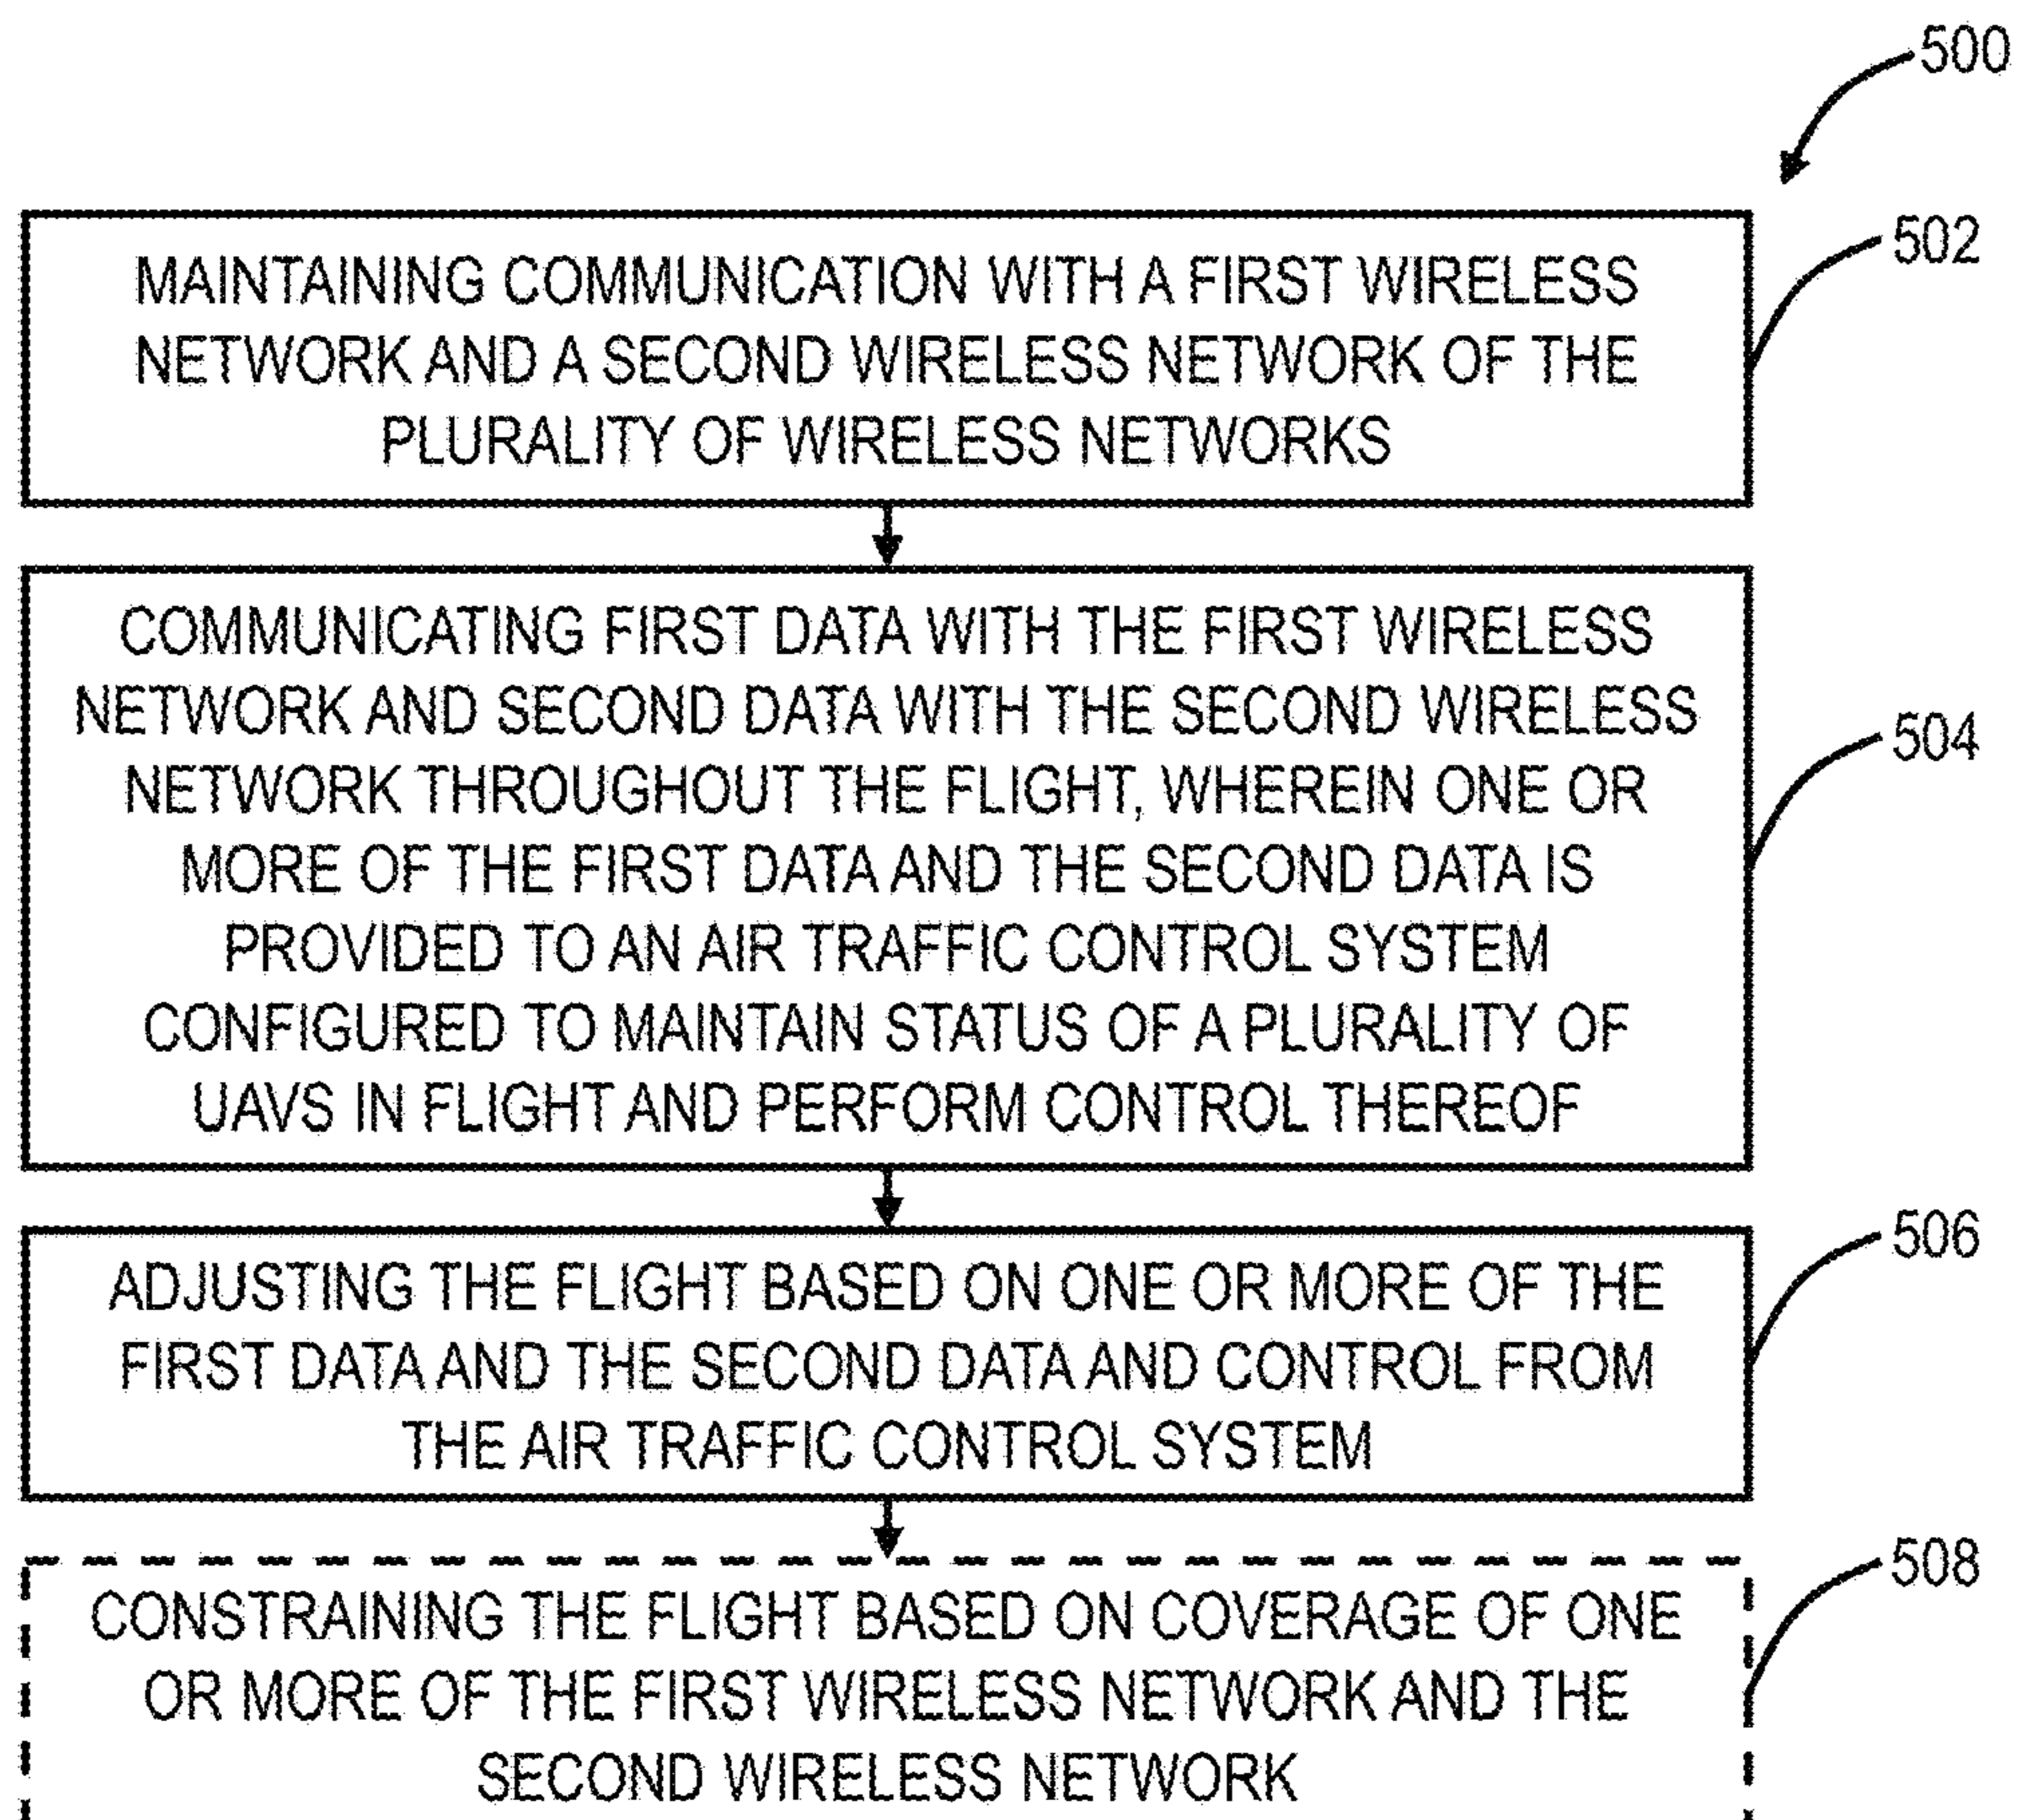 500
502
MAINTAINING COMMUNICATION WITH A FIRST WIRELESS
NETWORK AND A SECOND WIRELESS NETWORK OF THE
PLURALITY OF WIRELESS NETWORKS
COMMUNICATING FIRST DATA WITH THE FIRST WIRELESS
NETWORK AND SECOND DATA WITH THE SECOND WIRELESS
504
NETWORK THROUGHOUT THE FLIGHT, WHEREIN ONE OR
MORE OF THE FIRST DATA AND THE SECOND DATA IS
PROVIDED TO AN AIR TRAFFIC CONTROL SYSTEM
CONFIGURED TO MAINTAIN STATUS OF A PLURALITY OF
UAVS IN FLIGHT AND PERFORM CONTROL THEREOF
506
ADJUSTING THE FLIGHT BASED ON ONE OR MORE OF THE
FIRST DATA AND THE SECOND DATA AND CONTROL FROM
THE AIR TRAFFIC CONTROL SYSTEM
508
CONSTRAINING THE FLIGHT BASED ON COVERAGE OF ONE
OR MORE OF THE FIRST WIRELESS NETWORK AND THE
SECOND WIRELESS NETWORK